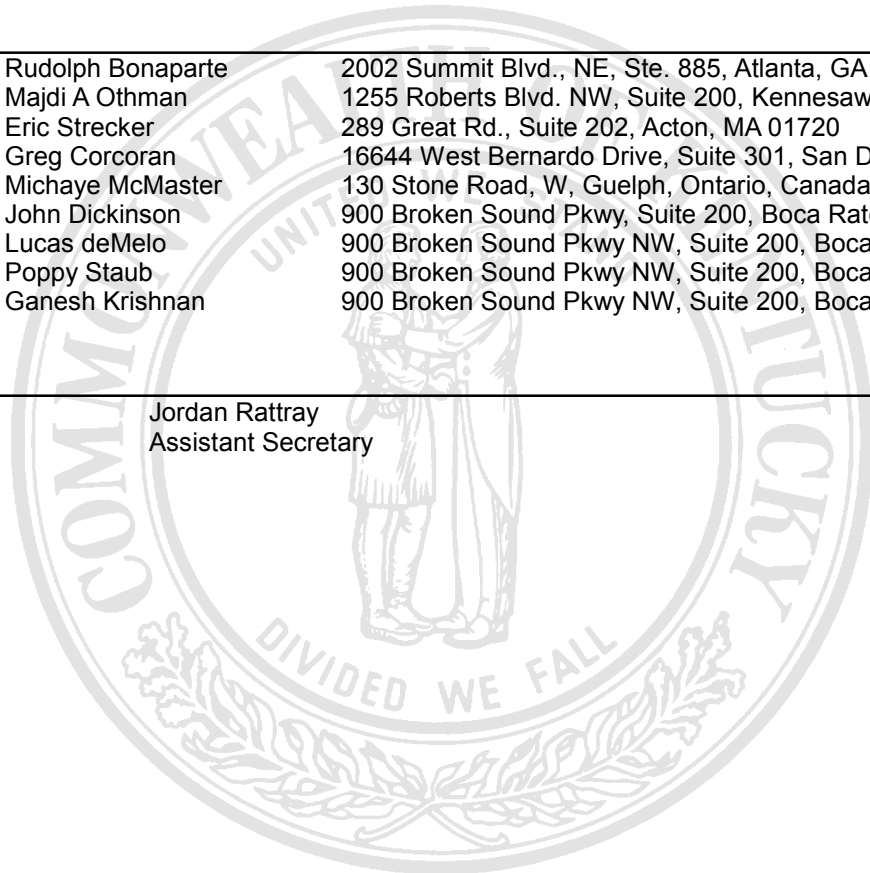 Rudolph Bonaparte 2002 Summit Blvd., NE, Ste. 885, Atlanta, GA
Majdi A Othman 1255 Roberts Blvd. NW, Suite 200, Kennesaw
Eric Strecker 289 Great Rd., Suite 202, Acton, MA 01720
Greg Corcoran 16644 West Bernardo Drive, Suite 301, San D
Michaye McMaster 130 Stone Road, W, Guelph, Ontario, Canada
John Dickinson 900 Broken Sound Pkwy, Suite 200, Boca Rat
Lucas deMelo 900 Broken Sound Pkwy NW, Suite 200, Boca
Poppy Staub 900 Broken Sound Pkwy NW, Suite 200, Boca
Ganesh Krishnan 900 Broken Sound Pkwy NW, Suite 200, Boca
Jordan Rattray
Assistant Secretary
COMMONWEALTH OF KENTUCKY
UNITED WE STAND
DIVIDED WE FALL